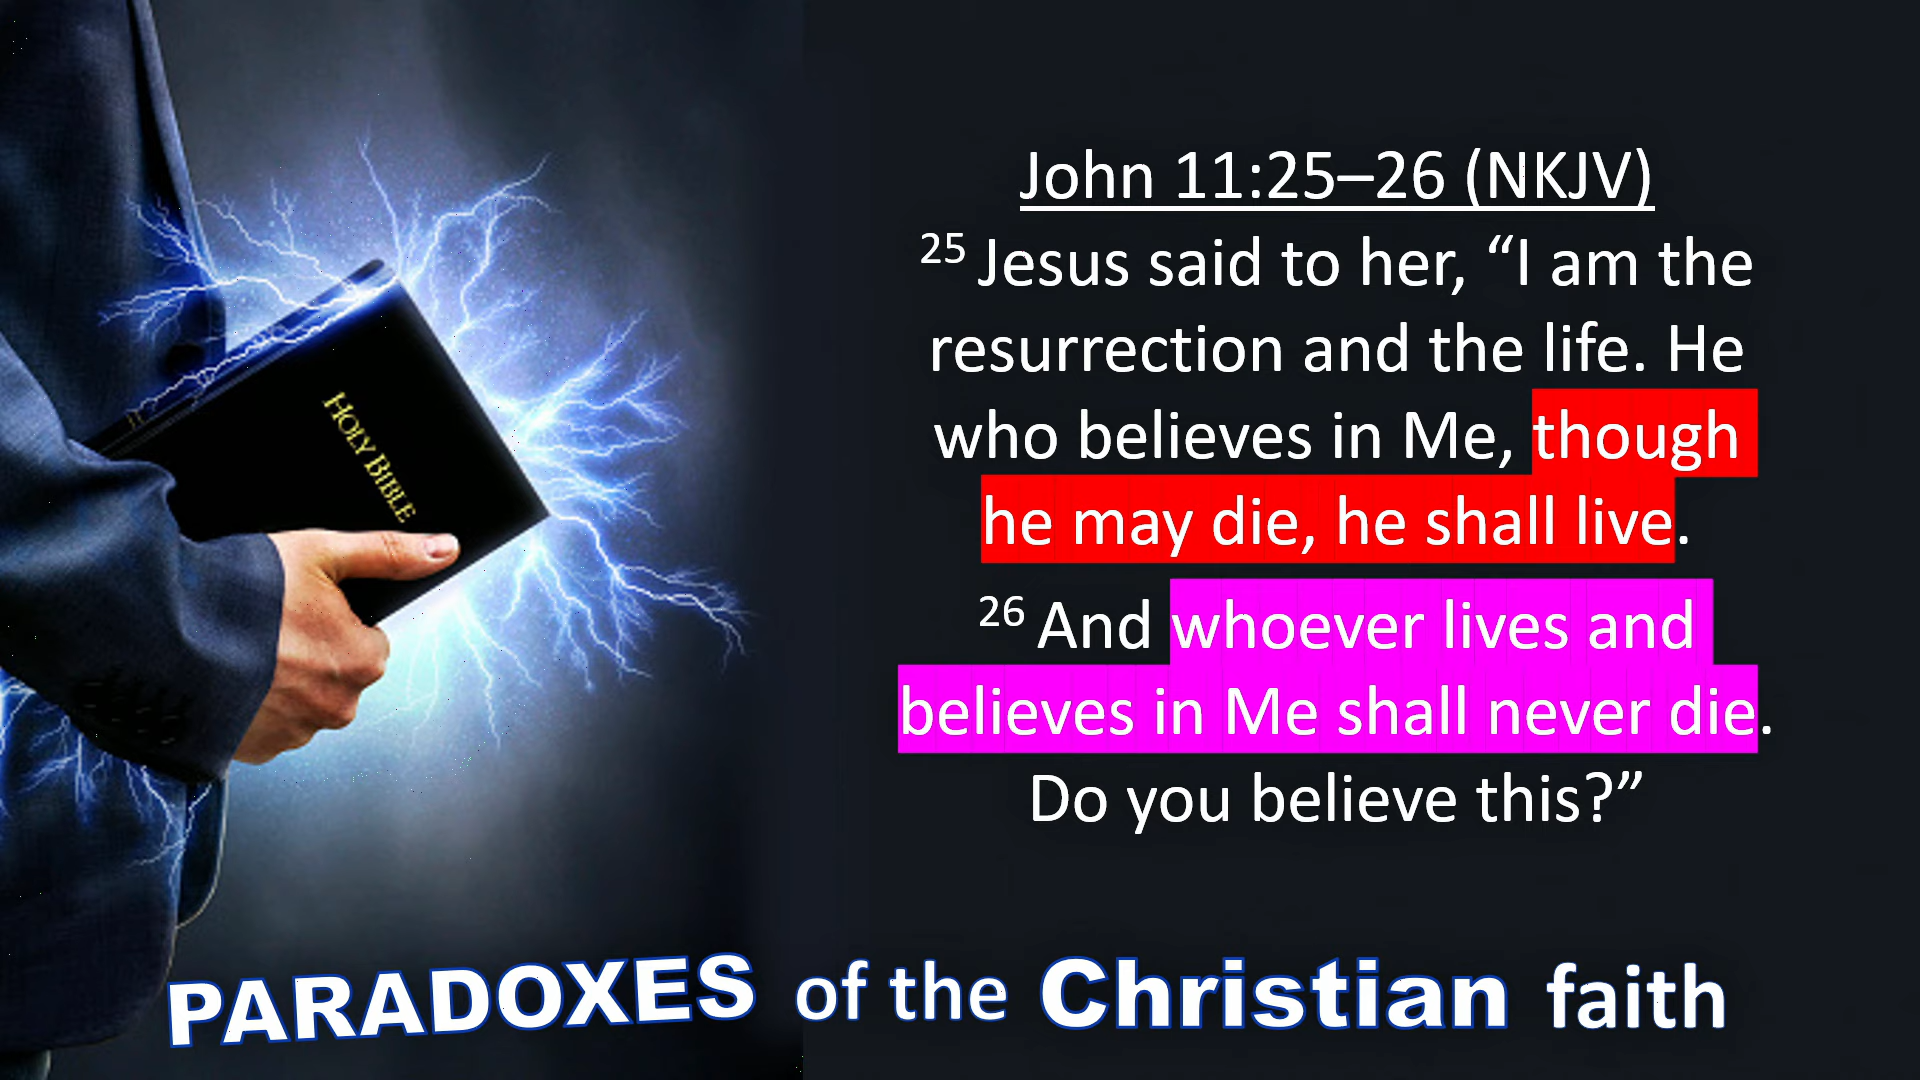 HOLY BIBLE
John 11:25–26 (NKJV)
25 Jesus said to her, “I am the
resurrection and the life. He
who believes in Me, though
he may die, he shall live.
26 And whoever lives and
believes in Me shall never die.
Do you believe this?”
PARADOXES of the Christian faith